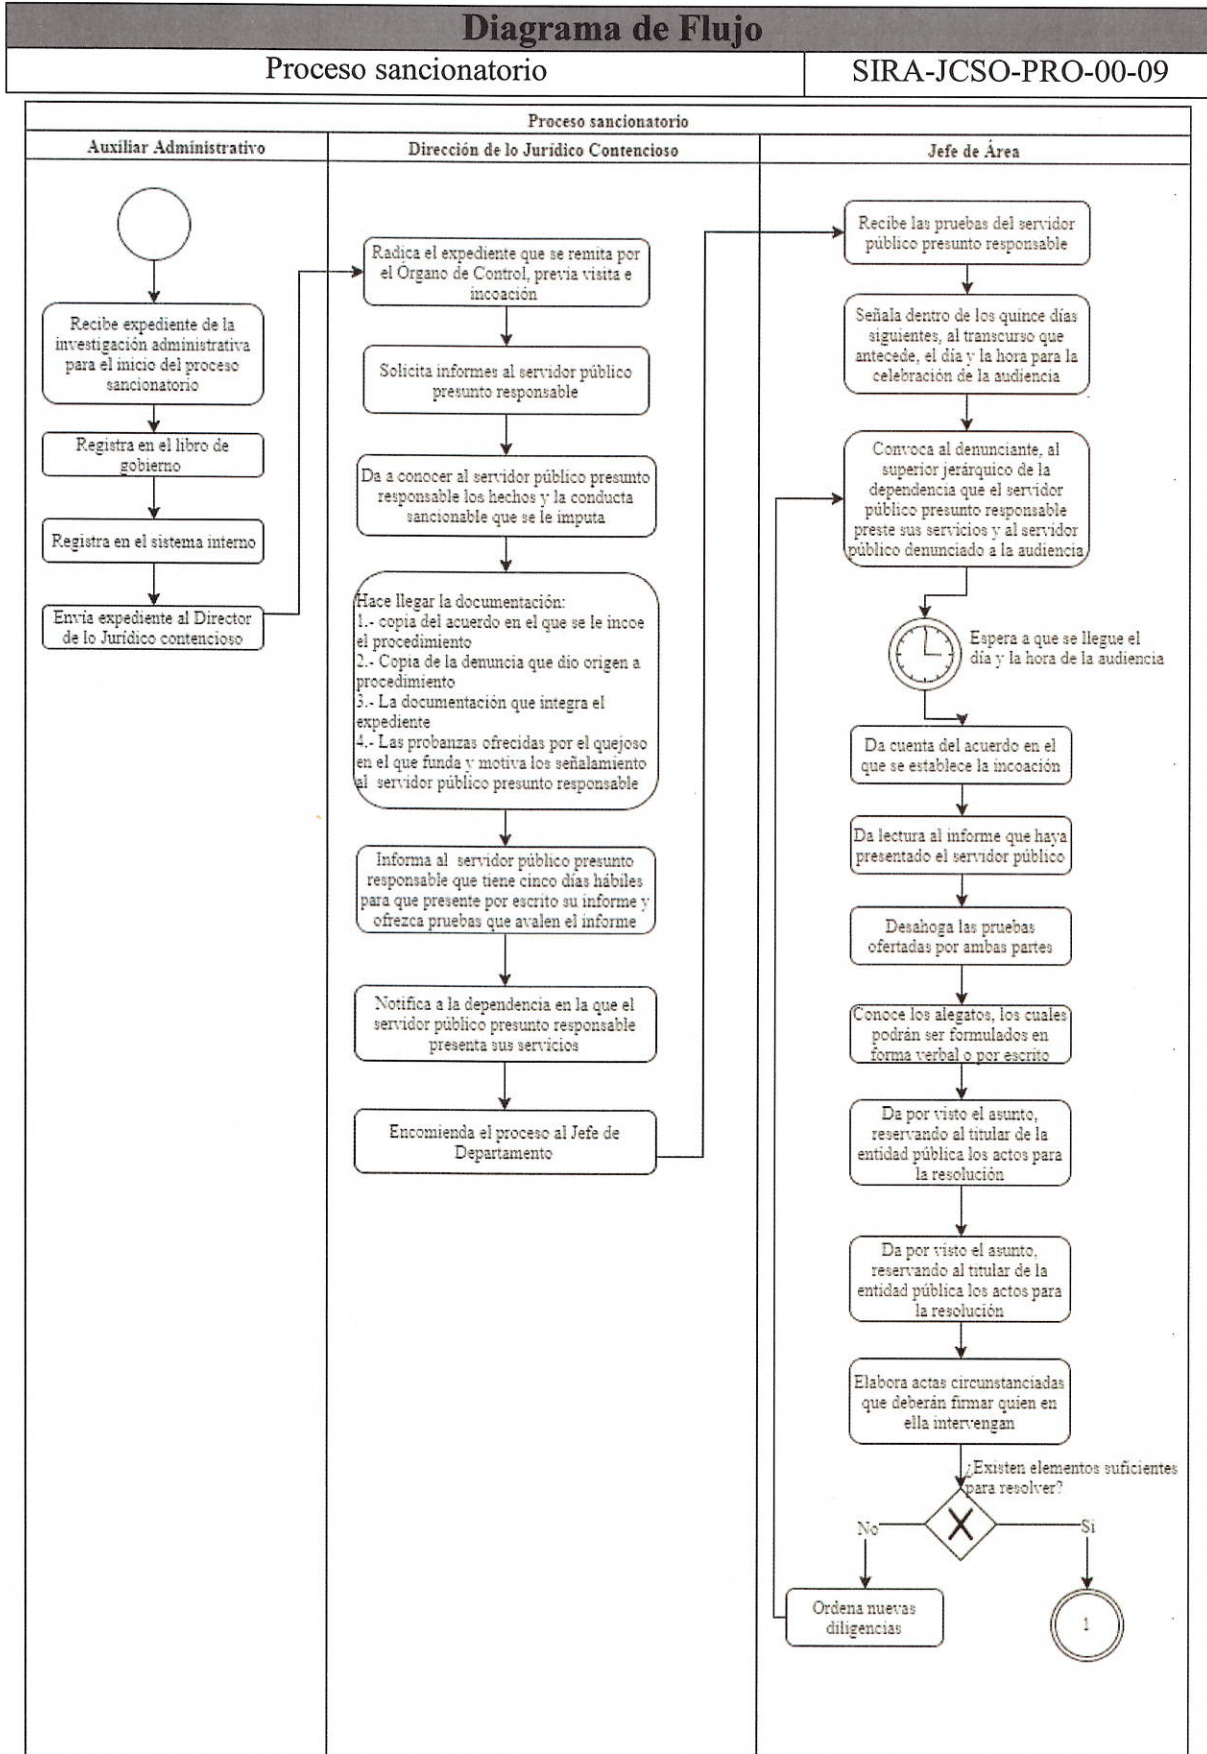 Diagrama de Flujo
Proceso sancionatorio
SIRA-JCSO-PRO-00-09
Proceso sancionatorio
Auxiliar Administrativo
Dirección de lo Jurídico Contencioso
Jefe de Área
Recibe expediente de la
investigación administrativa
para el inicio del proceso
sancionatorio
Registra en el libro de
gobierno
Registra en el sistema interno
Envía expediente al Director
de lo Jurídico contencioso
Radica el expediente que se remita por
el Órgano de Control, previa visita e
incoación
Solicita informes al servidor público
presunto responsable
Da a conocer al servidor público presunto
responsable los hechos y la conducta
sancionable que se le imputa
Hace llegar la documentación:
1.- copia del acuerdo en el que se le incoe
el procedimiento
2.- Copia de la denuncia que dio origen a
procedimiento
3.- La documentación que integra el
expediente
4.- Las probanzas ofrecidas por el quejoso
en el que funda y motiva los señalamiento
al servidor público presunto responsable
Informa al servidor público presunto
responsable que tiene cinco días hábiles
para que presente por escrito su informe y
ofrezca pruebas que avalen el informe
Notifica a la dependencia en la que el
servidor público presunto responsable
presenta sus servicios
Encomienda el proceso al Jefe de
Departamento
Recibe las pruebas del servidor
público presunto responsable
Señala dentro de los quince días
siguientes, al transcurso que
antecede, el día y la hora para la
celebración de la audiencia
Convoca al denunciante, al
superior jerárquico de la
dependencia que el servidor
público presunto responsable
preste sus servicios y al servidor
público denunciado a la audiencia
Espera a que se llegue el
día y la hora de la audiencia
Da cuenta del acuerdo en el
que se establece la incoación
Da lectura al informe que haya
presentado el servidor público
Desahoga las pruebas
ofertadas por ambas partes
Conoce los alegatos, los cuales
podrán ser formulados en
forma verbal o por escrito
Da por visto el asunto,
reservando al titular de la
entidad pública los actos para
la resolución
Da por visto el asunto,
reservando al titular de la
entidad pública los actos para
la resolución
Elabora actas circunstanciadas
que deberán firmar quien en
ella intervengan
¿Existen elementos suficientes
para resolver?
No
Si
Ordena nuevas
diligencias
1